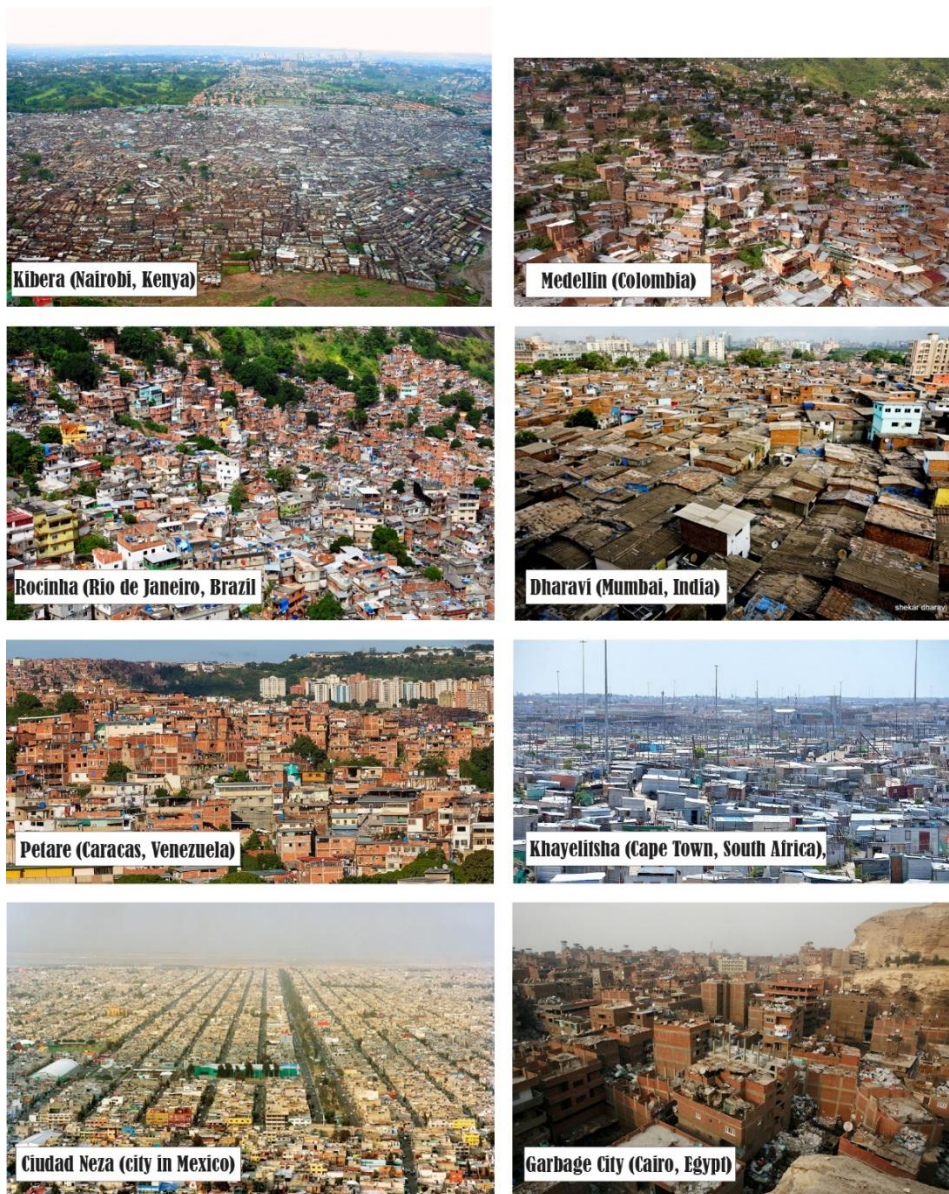 Kibera (Nairobi, Kenya)
Medellin (Colombia)
Rocinha (Rio de Janeiro, Brazil
Dharavi (Mumbai, India)
shekar dharavi
Petare (Caracas, Venezuela)
Khayelitsha (Cape Town, South Africa),
Ciudad Neza (city in Mexico)
Garbage City (Cairo, Egypt)